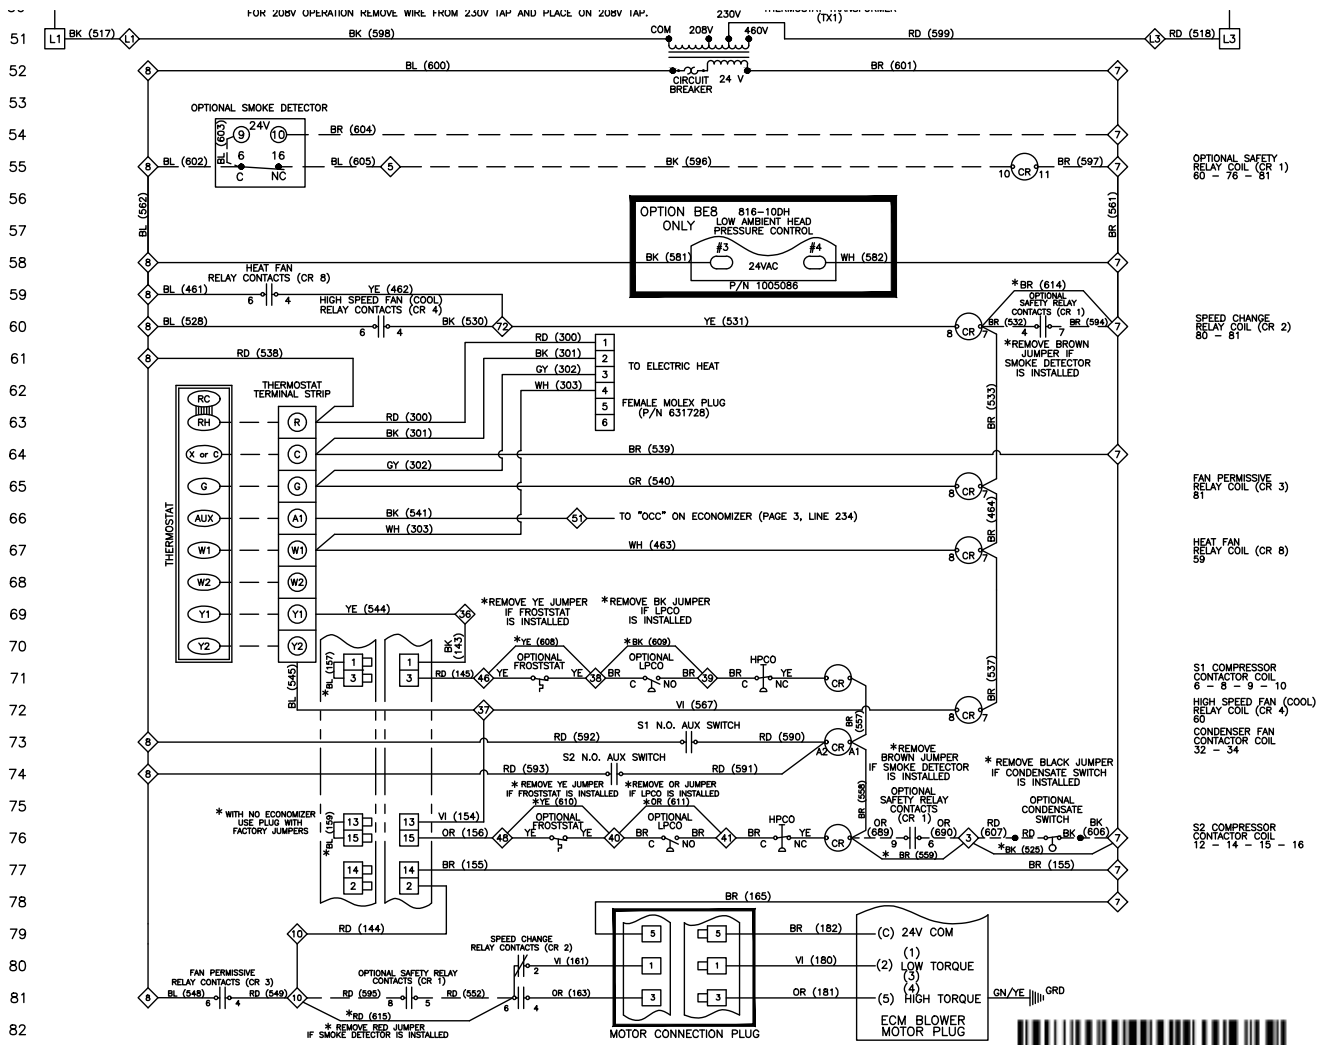 FOR 208V OPERATION REMOVE WIRE FROM 230V TAP AND PLACE ON 208V TAP.
230V
(TX1)
51
L1
BK (517)
L1
BK (598)
COM
208V
460V
RD (599)
L3
RD (518)
L3
52
8
BL (600)
CIRCUIT
BREAKER
24 V
BR (601)
7
53
OPTIONAL SMOKE DETECTOR
54
BL (603)
9
24V
10
BR (604)
7
55
8
BL (602)
6
16
C
NC
BL (605)
5
BK (596)
10
CR
11
BR (597)
7
OPTIONAL SAFETY
RELAY COIL (CR 1)
60 - 76 - 81
56
BL (562)
BR (561)
57
OPTION BE8
ONLY
816-10DH
LOW AMBIENT HEAD
PRESSURE CONTROL
58
8
BK (581)
#3
24VAC
#4
WH (582)
7
P/N 1005086
HEAT FAN
RELAY CONTACTS (CR 8)
59
8
BL (461)
6
4
YE (462)
*BR (614)
OPTIONAL
SAFETY RELAY
CONTACTS (CR 1)
HIGH SPEED FAN (COOL)
RELAY CONTACTS (CR 4)
60
8
BL (528)
6
4
BK (530)
72
YE (531)
8
CR
7
BR (532)
4
7
BR (594)
7
SPEED CHANGE
RELAY COIL (CR 2)
80 - 81
*REMOVE BROWN
JUMPER IF
SMOKE DETECTOR
IS INSTALLED
61
8
RD (538)
RD (300)
1
BK (301)
2
GY (302)
3
TO ELECTRIC HEAT
WH (303)
4
62
THERMOSTAT
TERMINAL STRIP
5
FEMALE MOLEX PLUG
(P/N 631728)
6
BR (533)
RC
63
RH
R
RD (300)
BK (301)
64
X or C
C
BR (539)
7
GY (302)
65
G
G
GR (540)
8
CR
7
FAN PERMISSIVE
RELAY COIL (CR 3)
81
THERMOSTAT
66
AUX
A1
BK (541)
51
TO "OCC" ON ECONOMIZER (PAGE 3, LINE 234)
BR (464)
WH (303)
67
W1
W1
WH (463)
8
CR
7
HEAT FAN
RELAY COIL (CR 8)
59
68
W2
W2
69
Y1
Y1
YE (544)
36
*REMOVE YE JUMPER
IF FROSTSTAT
IS INSTALLED
*REMOVE BK JUMPER
IF LPCO
IS INSTALLED
70
Y2
Y2
BK
(143)
*YE (608)
*BK (609)
71
BL (545)
*BL (157)
1
3
1
3
RD (145)
46
YE
OPTIONAL
FROSTSTAT
YE
38
BR
OPTIONAL
LPCO
C
NO
BR
39
BR
HPCO
C
NC
YE
CR
BR (537)
S1 COMPRESSOR
CONTACTOR COIL
6 - 8 - 9 - 10
72
37
VI (567)
BR
(557)
8
CR
7
HIGH SPEED FAN (COOL)
RELAY COIL (CR 4)
60
73
8
RD (592)
S1 N.O. AUX SWITCH
RD (590)
A2
CR
A1
CONDENSER FAN
CONTACTOR COIL
32 - 34
*REMOVE
BROWN JUMPER
IF SMOKE DETECTOR
IS INSTALLED
* REMOVE BLACK JUMPER
IF CONDENSATE SWITCH
IS INSTALLED
74
8
RD (593)
S2 N.O. AUX SWITCH
RD (591)
* REMOVE YE JUMPER
IF FROSTSTAT IS INSTALLED
*REMOVE OR JUMPER
IF LPCO IS INSTALLED
BR (558)
75
* WITH NO ECONOMIZER
USE PLUG WITH
FACTORY JUMPERS
*BL (159)
13
15
13
15
VI (154)
*YE (610)
*OR (611)
OPTIONAL
SAFETY RELAY
CONTACTS
(CR 1)
OPTIONAL
CONDENSATE
SWITCH
76
OR (156)
48
YE
OPTIONAL
FROSTSTAT
YE
40
BR
OPTIONAL
LPCO
C
NO
BR
41
BR
HPCO
C
NC
YE
CR
OR
(689)
9
6
OR
(690)
3
RD
(607)
RD
BK
BK
(606)
7
* BR (559)
*BK (525)
S2 COMPRESSOR
CONTACTOR COIL
12 - 14 - 15 - 16
77
14
2
14
2
BR (155)
BR (155)
7
78
BR (165)
7
79
10
RD (144)
5
5
BR (182)
(C) 24V COM
SPEED CHANGE
RELAY CONTACTS (CR 2)
80
2
VI (161)
1
1
VI (180)
(1)
(2) LOW TORQUE
(3)
(4)
FAN PERMISSIVE
RELAY CONTACTS (CR 3)
OPTIONAL SAFETY RELAY
CONTACTS (CR 1)
81
8
BL (548)
6
4
RD (549)
10
RD (595)
8
5
RD (552)
6
4
OR (163)
3
3
OR (181)
(5) HIGH TORQUE
GN/YE
GRD
*RD (615)
* REMOVE RED JUMPER
IF SMOKE DETECTOR IS INSTALLED
82
MOTOR CONNECTION PLUG
ECM BLOWER
MOTOR PLUG